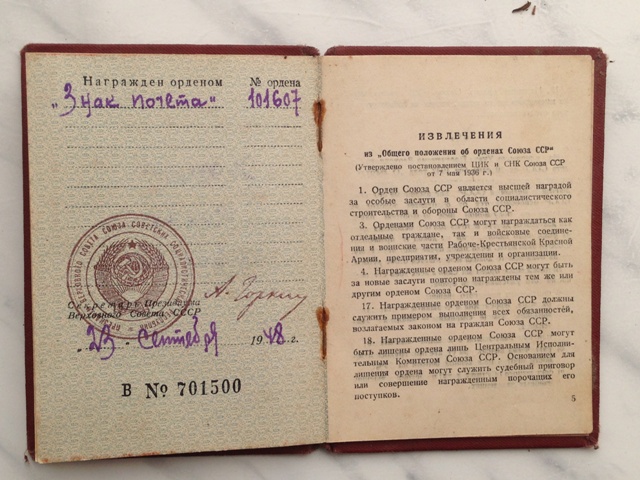 Награжден орденом № ордена
"Знак почета" 101607
Секретарь Президиума
Верховного Совета СССР
А. Горкин
"23" Сентября 1948 г.
В № 701500
ИЗВЛЕЧЕНИЯ
из „Общего положения об орденах Союза ССР“
(Утверждено постановлением ЦИК и СНК Союза ССР
от 7 мая 1936 г.)
1. Орден Союза ССР является высшей наградой
за особые заслуги в области социалистического
строительства и обороны Союза ССР.
3. Орденами Союза ССР могут награждаться как
отдельные граждане, так и войсковые соединения
и воинские части Рабоче-Крестьянской Красной
Армии, предприятия, учреждения и организации.
4. Награжденные орденом Союза ССР могут быть
за новые заслуги повторно награждены тем же или
другим орденом Союза ССР.
17. Награжденные орденом Союза ССР должны
служить примером выполнения всех обязанностей,
возлагаемых законом на граждан Союза ССР.
18. Награжденные орденом Союза ССР могут
быть лишены ордена лишь Центральным Исполни-
тельным Комитетом Союза ССР. Основанием для
лишения ордена могут служить судебный приговор
или совершение награжденным порочащих его
поступков.
5